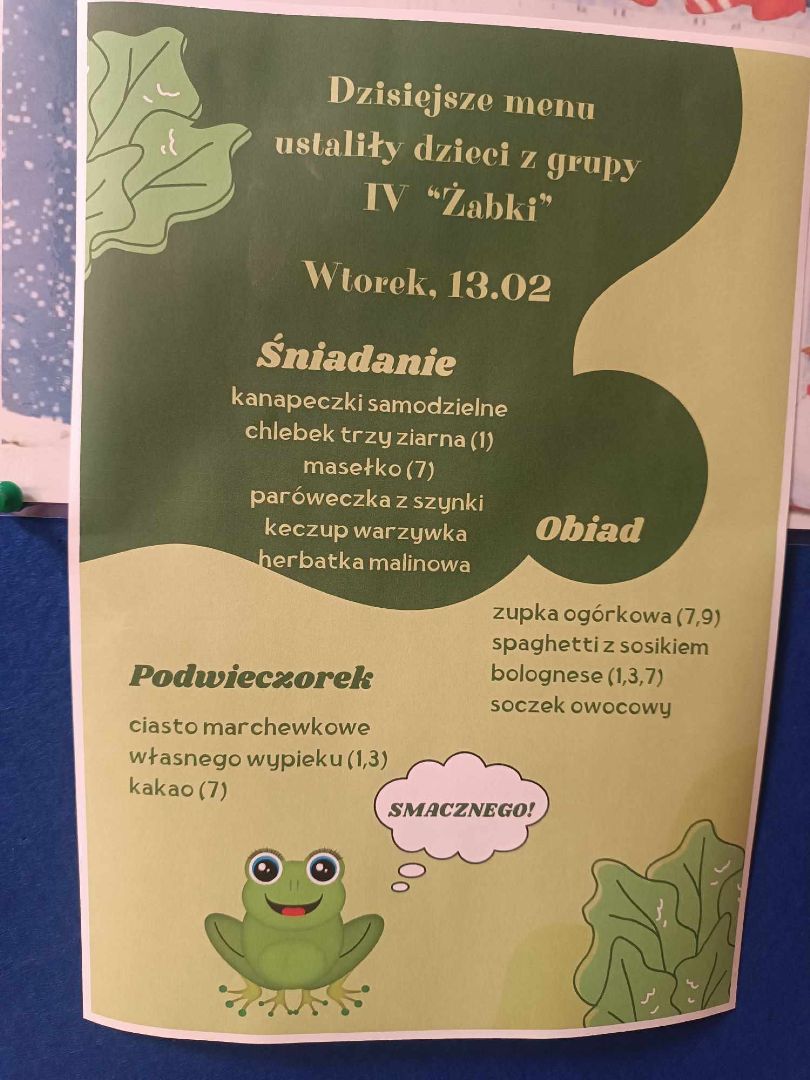 Dzisiejsze menu
ustaliły dzieci z grupy
IV “Żabki”
Wtorek, 13.02
Śniadanie
kanapeczki samodzielne
chlebek trzy ziarna (1)
masełko (7)
paróweczka z szynki
keczup warzywka
herbatka malinowa
Obiad
zupka ogórkowa (7,9)
spaghetti z sosikiem
bolognese (1,3,7)
soczek owocowy
Podwieczorek
ciasto marchewkowe
własnego wypieku (1,3)
kakao (7)
SMACZNEGO!